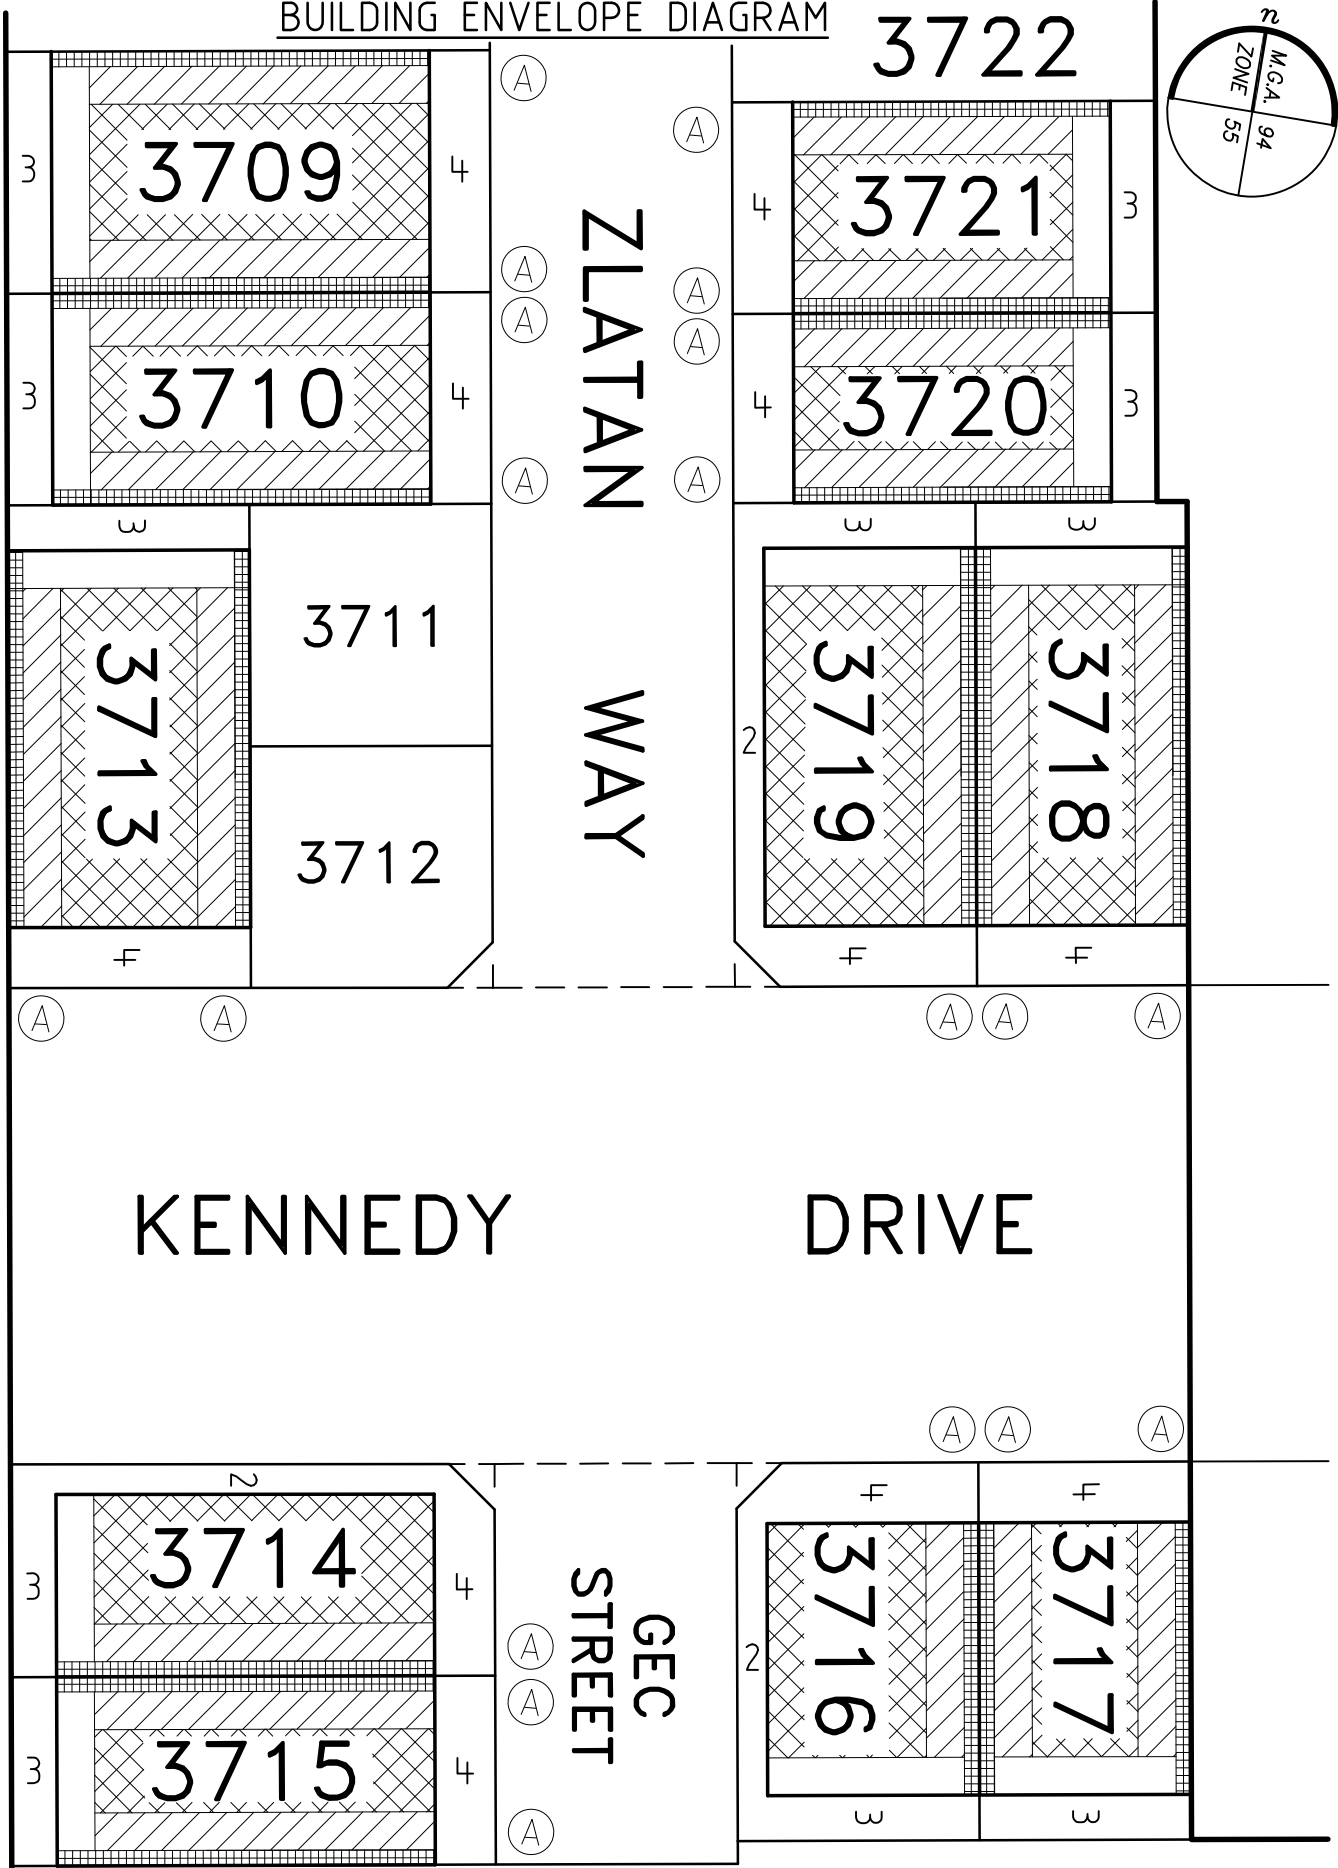 BUILDING ENVELOPE DIAGRAM
3722
n
M.G.A. 94
ZONE 55
3 3709 4
A
A
4 3721 3
A
A
ZLATAN WAY
3 3710 4
A
A
4 3720 3
A
A
3
3713
4
3711
3712
3
2 3719
4
3
3718
4
A A
A A A
KENNEDY DRIVE
A A A
2
3 3714 4
A
3 3715 4
A
A
GEC
STREET
4
2 3716
3
4
3717
3